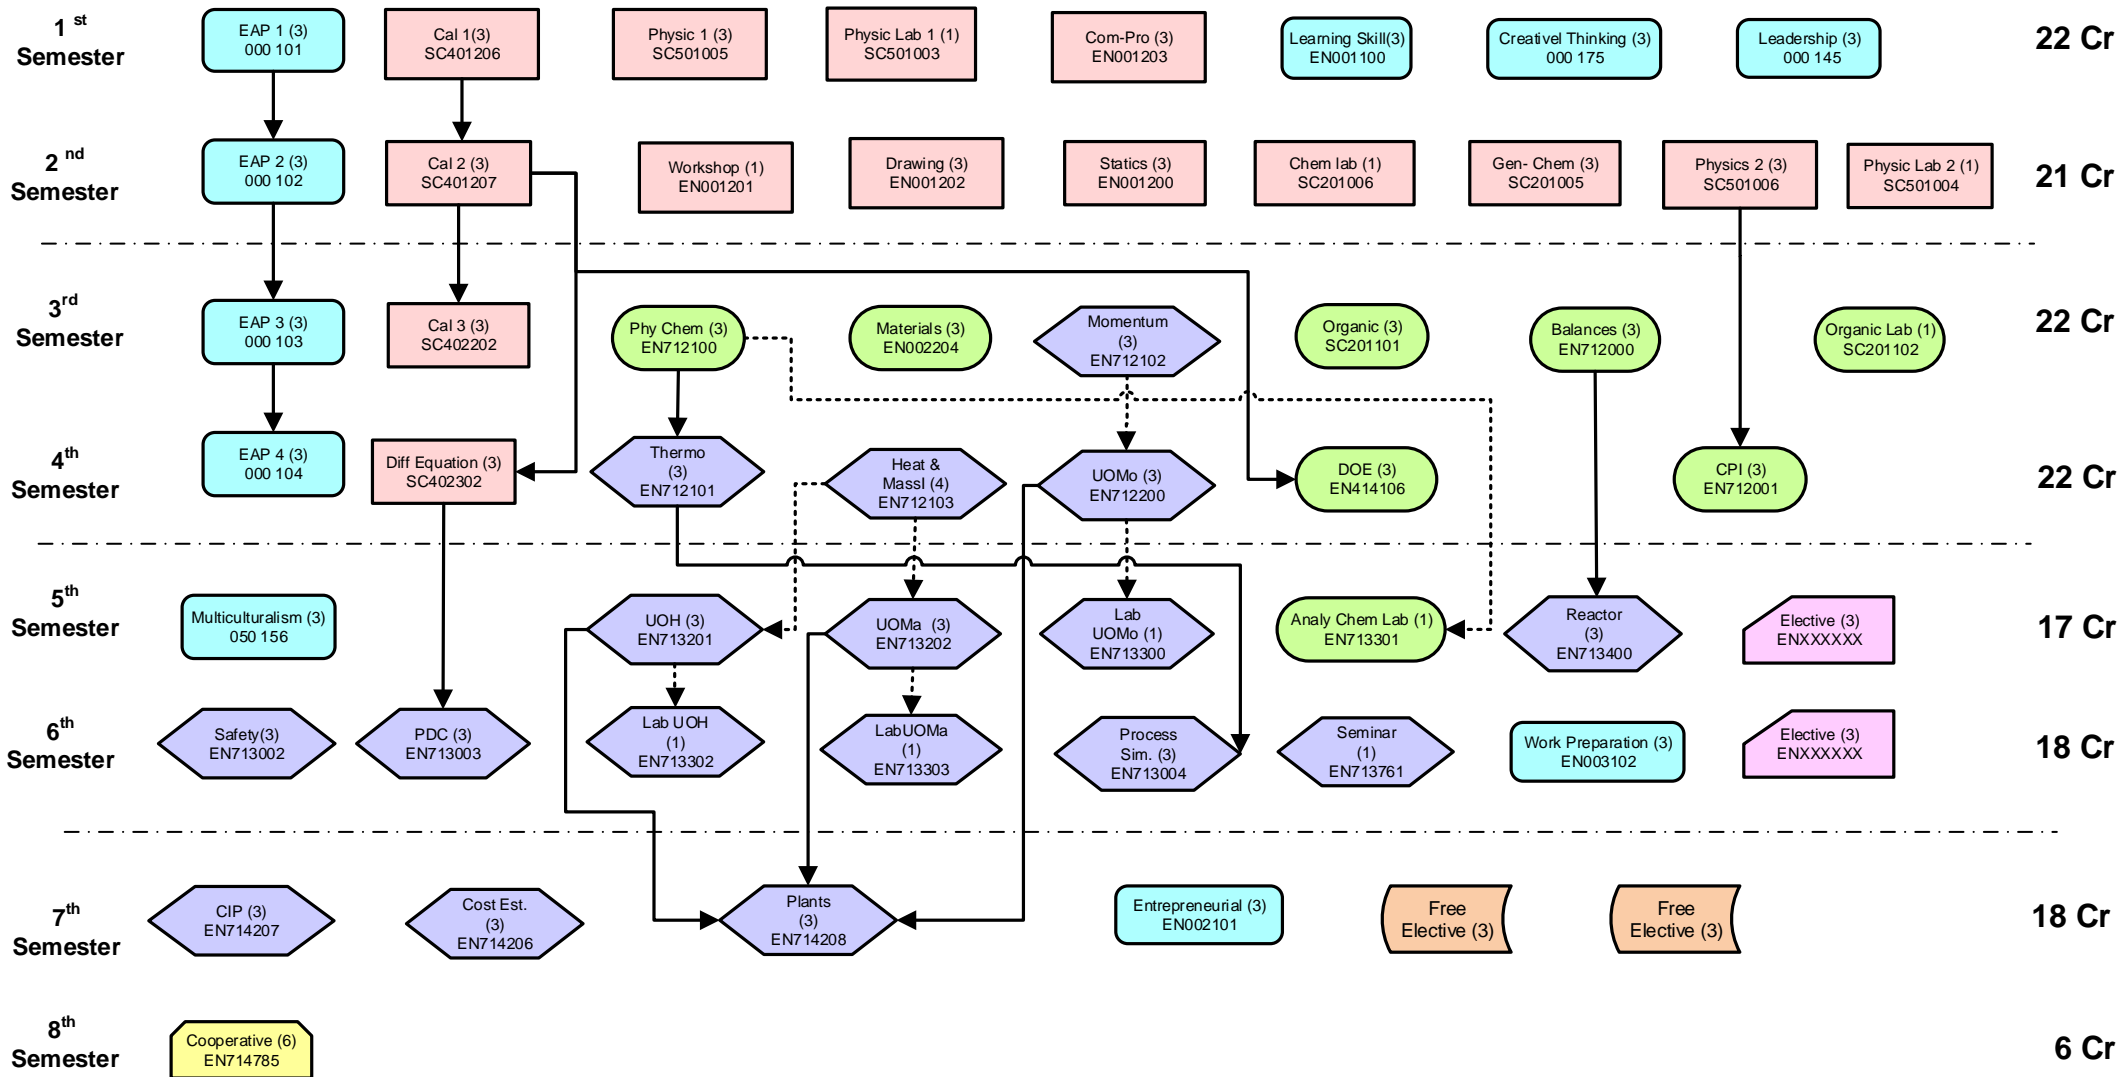 1 st
Semester
EAP 1 (3)
000 101
Cal 1(3)
SC401206
Physic 1 (3)
SC501005
Physic Lab 1 (1)
SC501003
Com-Pro (3)
EN001203
Learning Skill(3)
EN001100
Creativel Thinking (3)
000 175
Leadership (3)
000 145
22 Cr
2 nd
Semester
EAP 2 (3)
000 102
Cal 2 (3)
SC401207
Workshop (1)
EN001201
Drawing (3)
EN001202
Statics (3)
EN001200
Chem lab (1)
SC201006
Gen- Chem (3)
SC201005
Physics 2 (3)
SC501006
Physic Lab 2 (1)
SC501004
21 Cr
3rd
Semester
EAP 3 (3)
000 103
Cal 3 (3)
SC402202
Phy Chem (3)
EN712100
Materials (3)
EN002204
Momentum
(3)
EN712102
Organic (3)
SC201101
Balances (3)
EN712000
Organic Lab (1)
SC201102
22 Cr
4th
Semester
EAP 4 (3)
000 104
Diff Equation (3)
SC402302
Thermo
(3)
EN712101
Heat &
MassI (4)
EN712103
UOMo (3)
EN712200
DOE (3)
EN414106
CPI (3)
EN712001
22 Cr
5th
Semester
Multiculturalism (3)
050 156
UOH (3)
EN713201
UOMa (3)
EN713202
Lab
UOMo (1)
EN713300
Analy Chem Lab (1)
EN713301
Reactor
(3)
EN713400
Elective (3)
ENXXXXXX
17 Cr
6th
Semester
Safety(3)
EN713002
PDC (3)
EN713003
Lab UOH
(1)
EN713302
LabUOMa
(1)
EN713303
Process
Sim. (3)
EN713004
Seminar
(1)
EN713761
Work Preparation (3)
EN003102
Elective (3)
ENXXXXXX
18 Cr
7th
Semester
CIP (3)
EN714207
Cost Est.
(3)
EN714206
Plants
(3)
EN714208
Entrepreneurial (3)
EN002101
Free
Elective (3)
Free
Elective (3)
18 Cr
8th
Semester
Cooperative (6)
EN714785
6 Cr